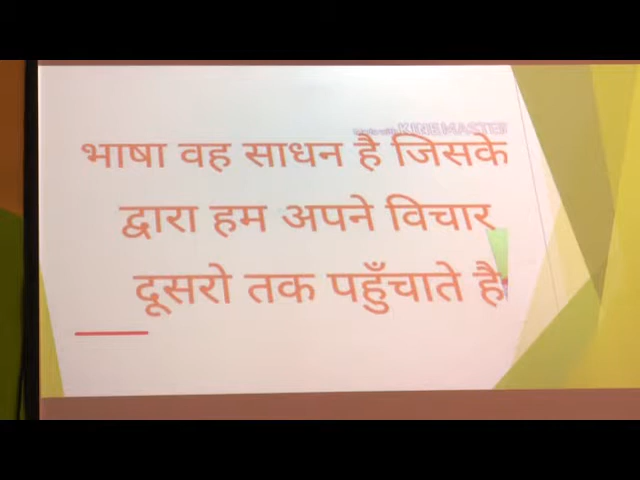 भाषा वह साधन है जिसके
द्वारा हम अपने विचार
दूसरो तक पहुँचाते है